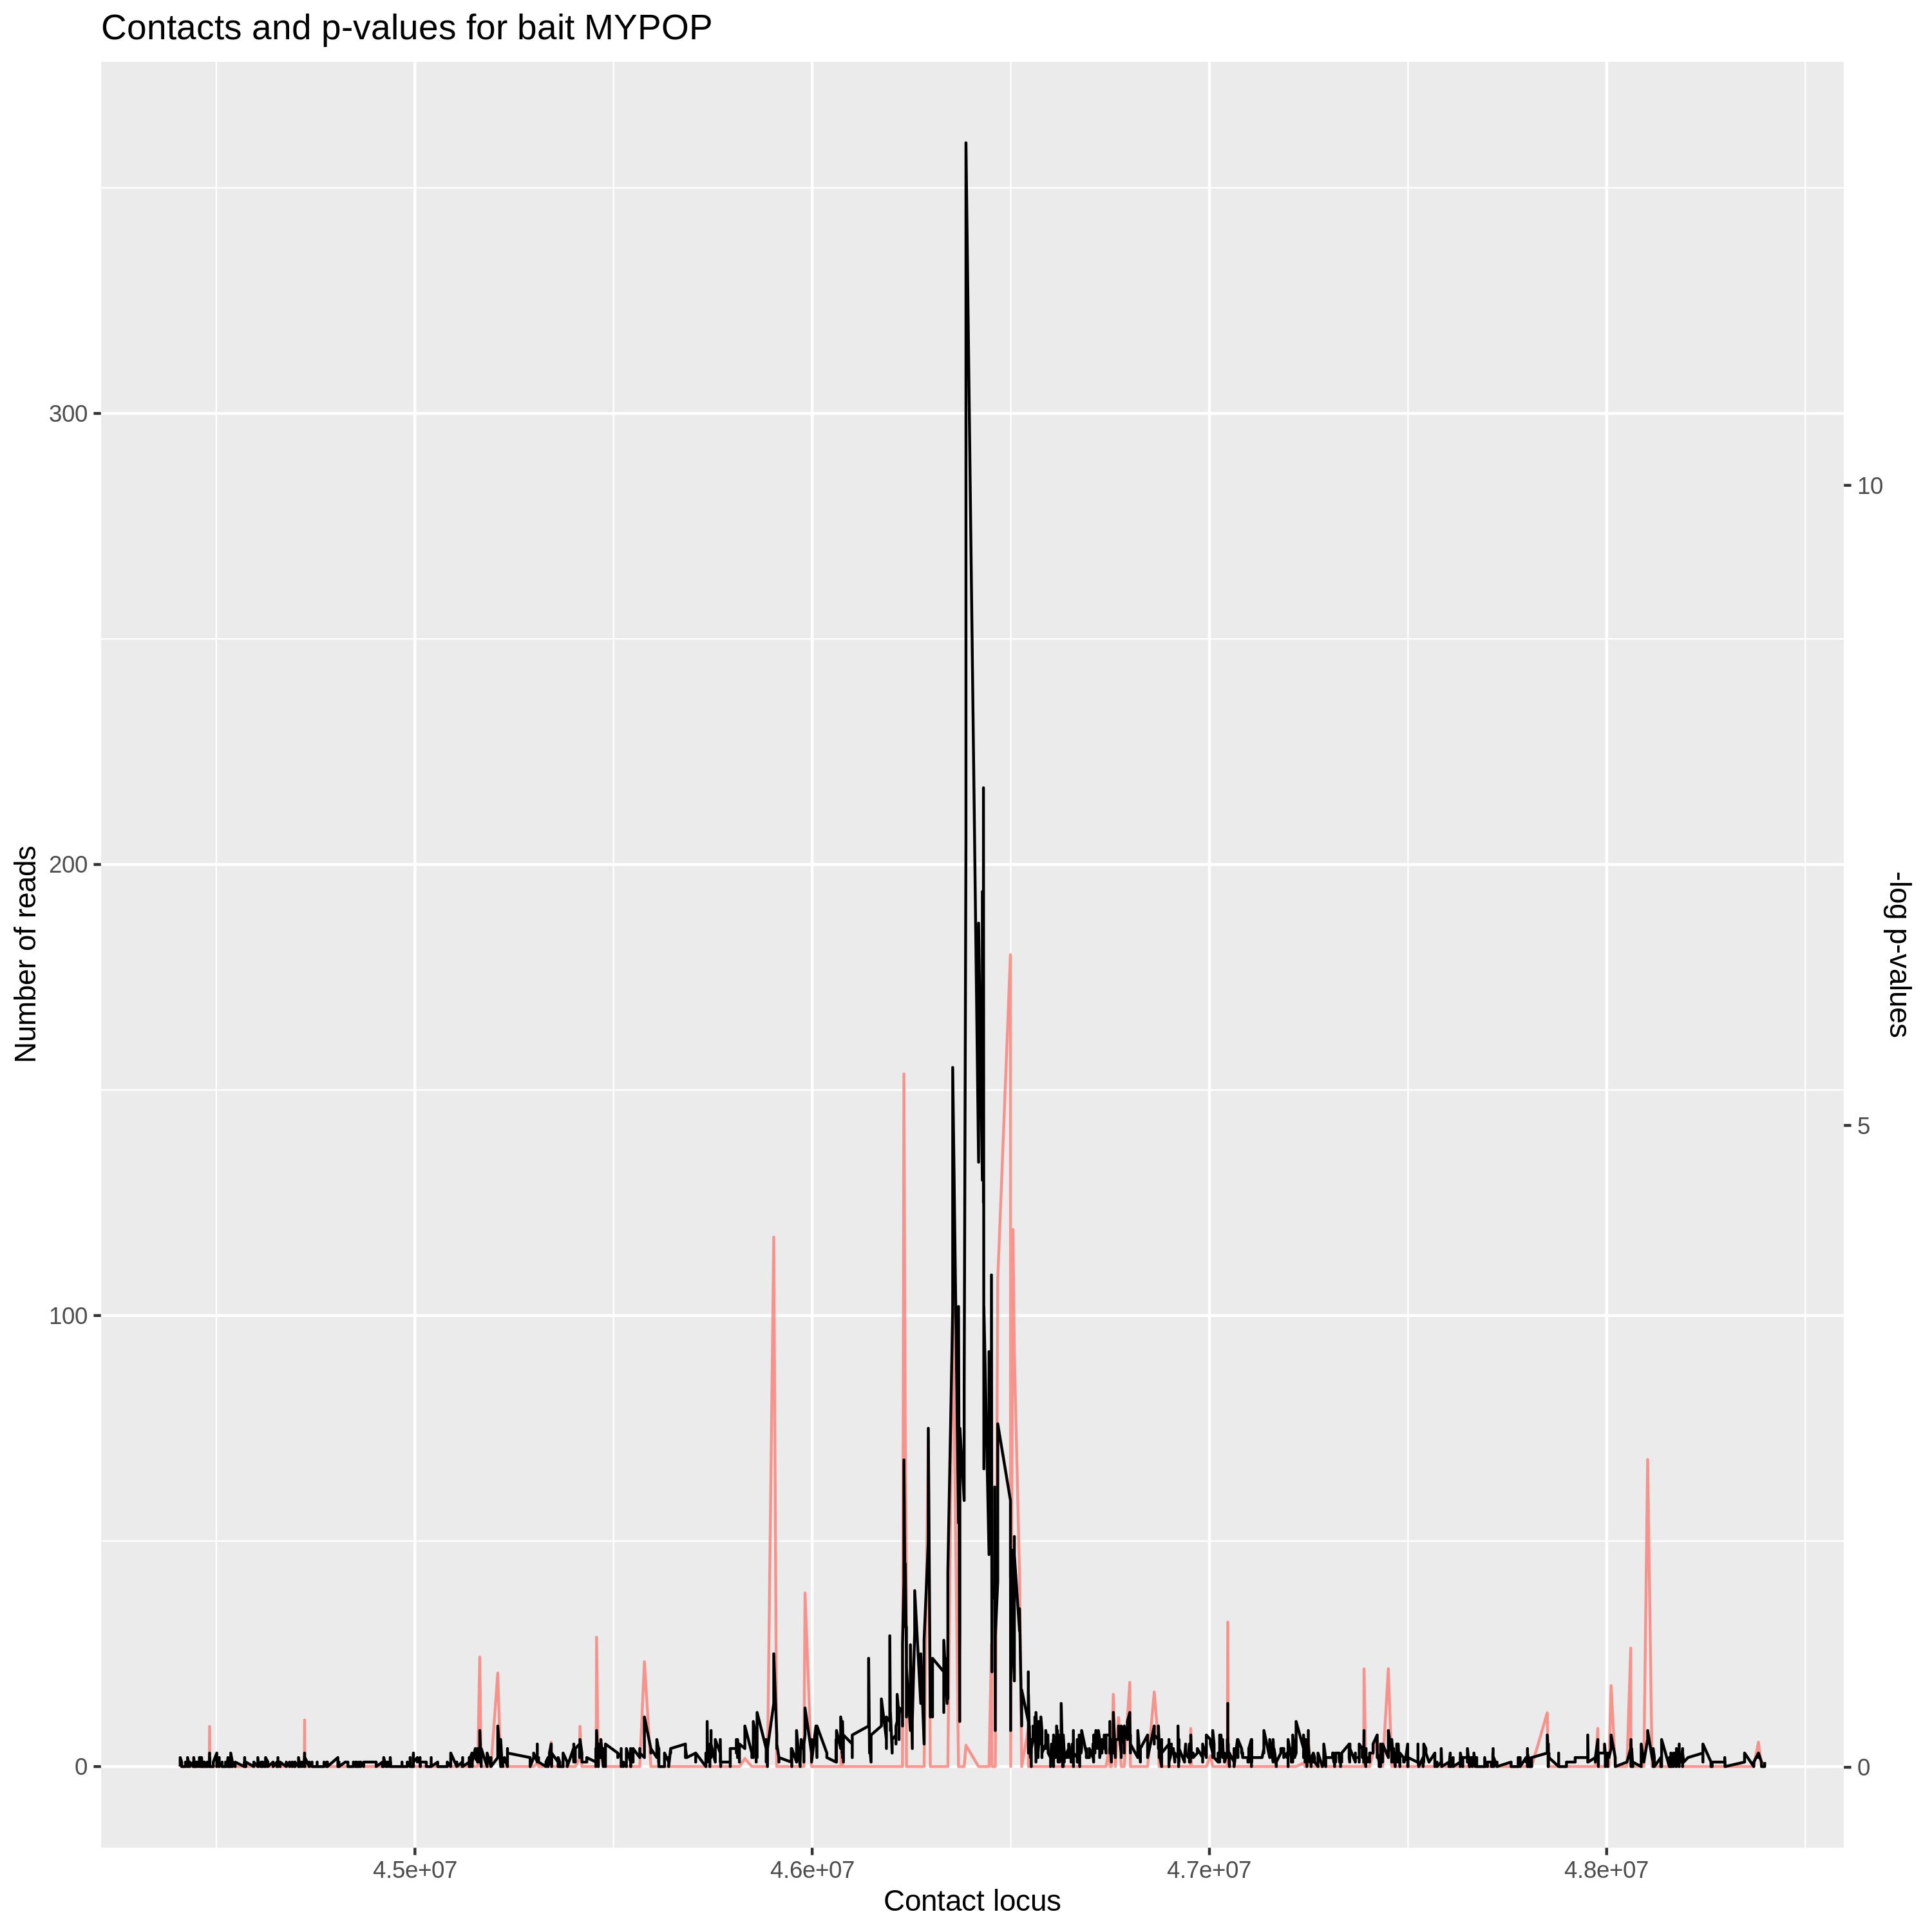 Contacts and p-values for bait MYPOP
300
200
100
0
Number of reads
10
5
0
-log p-values
4.5e+07
4.6e+07
4.7e+07
4.8e+07
Contact locus